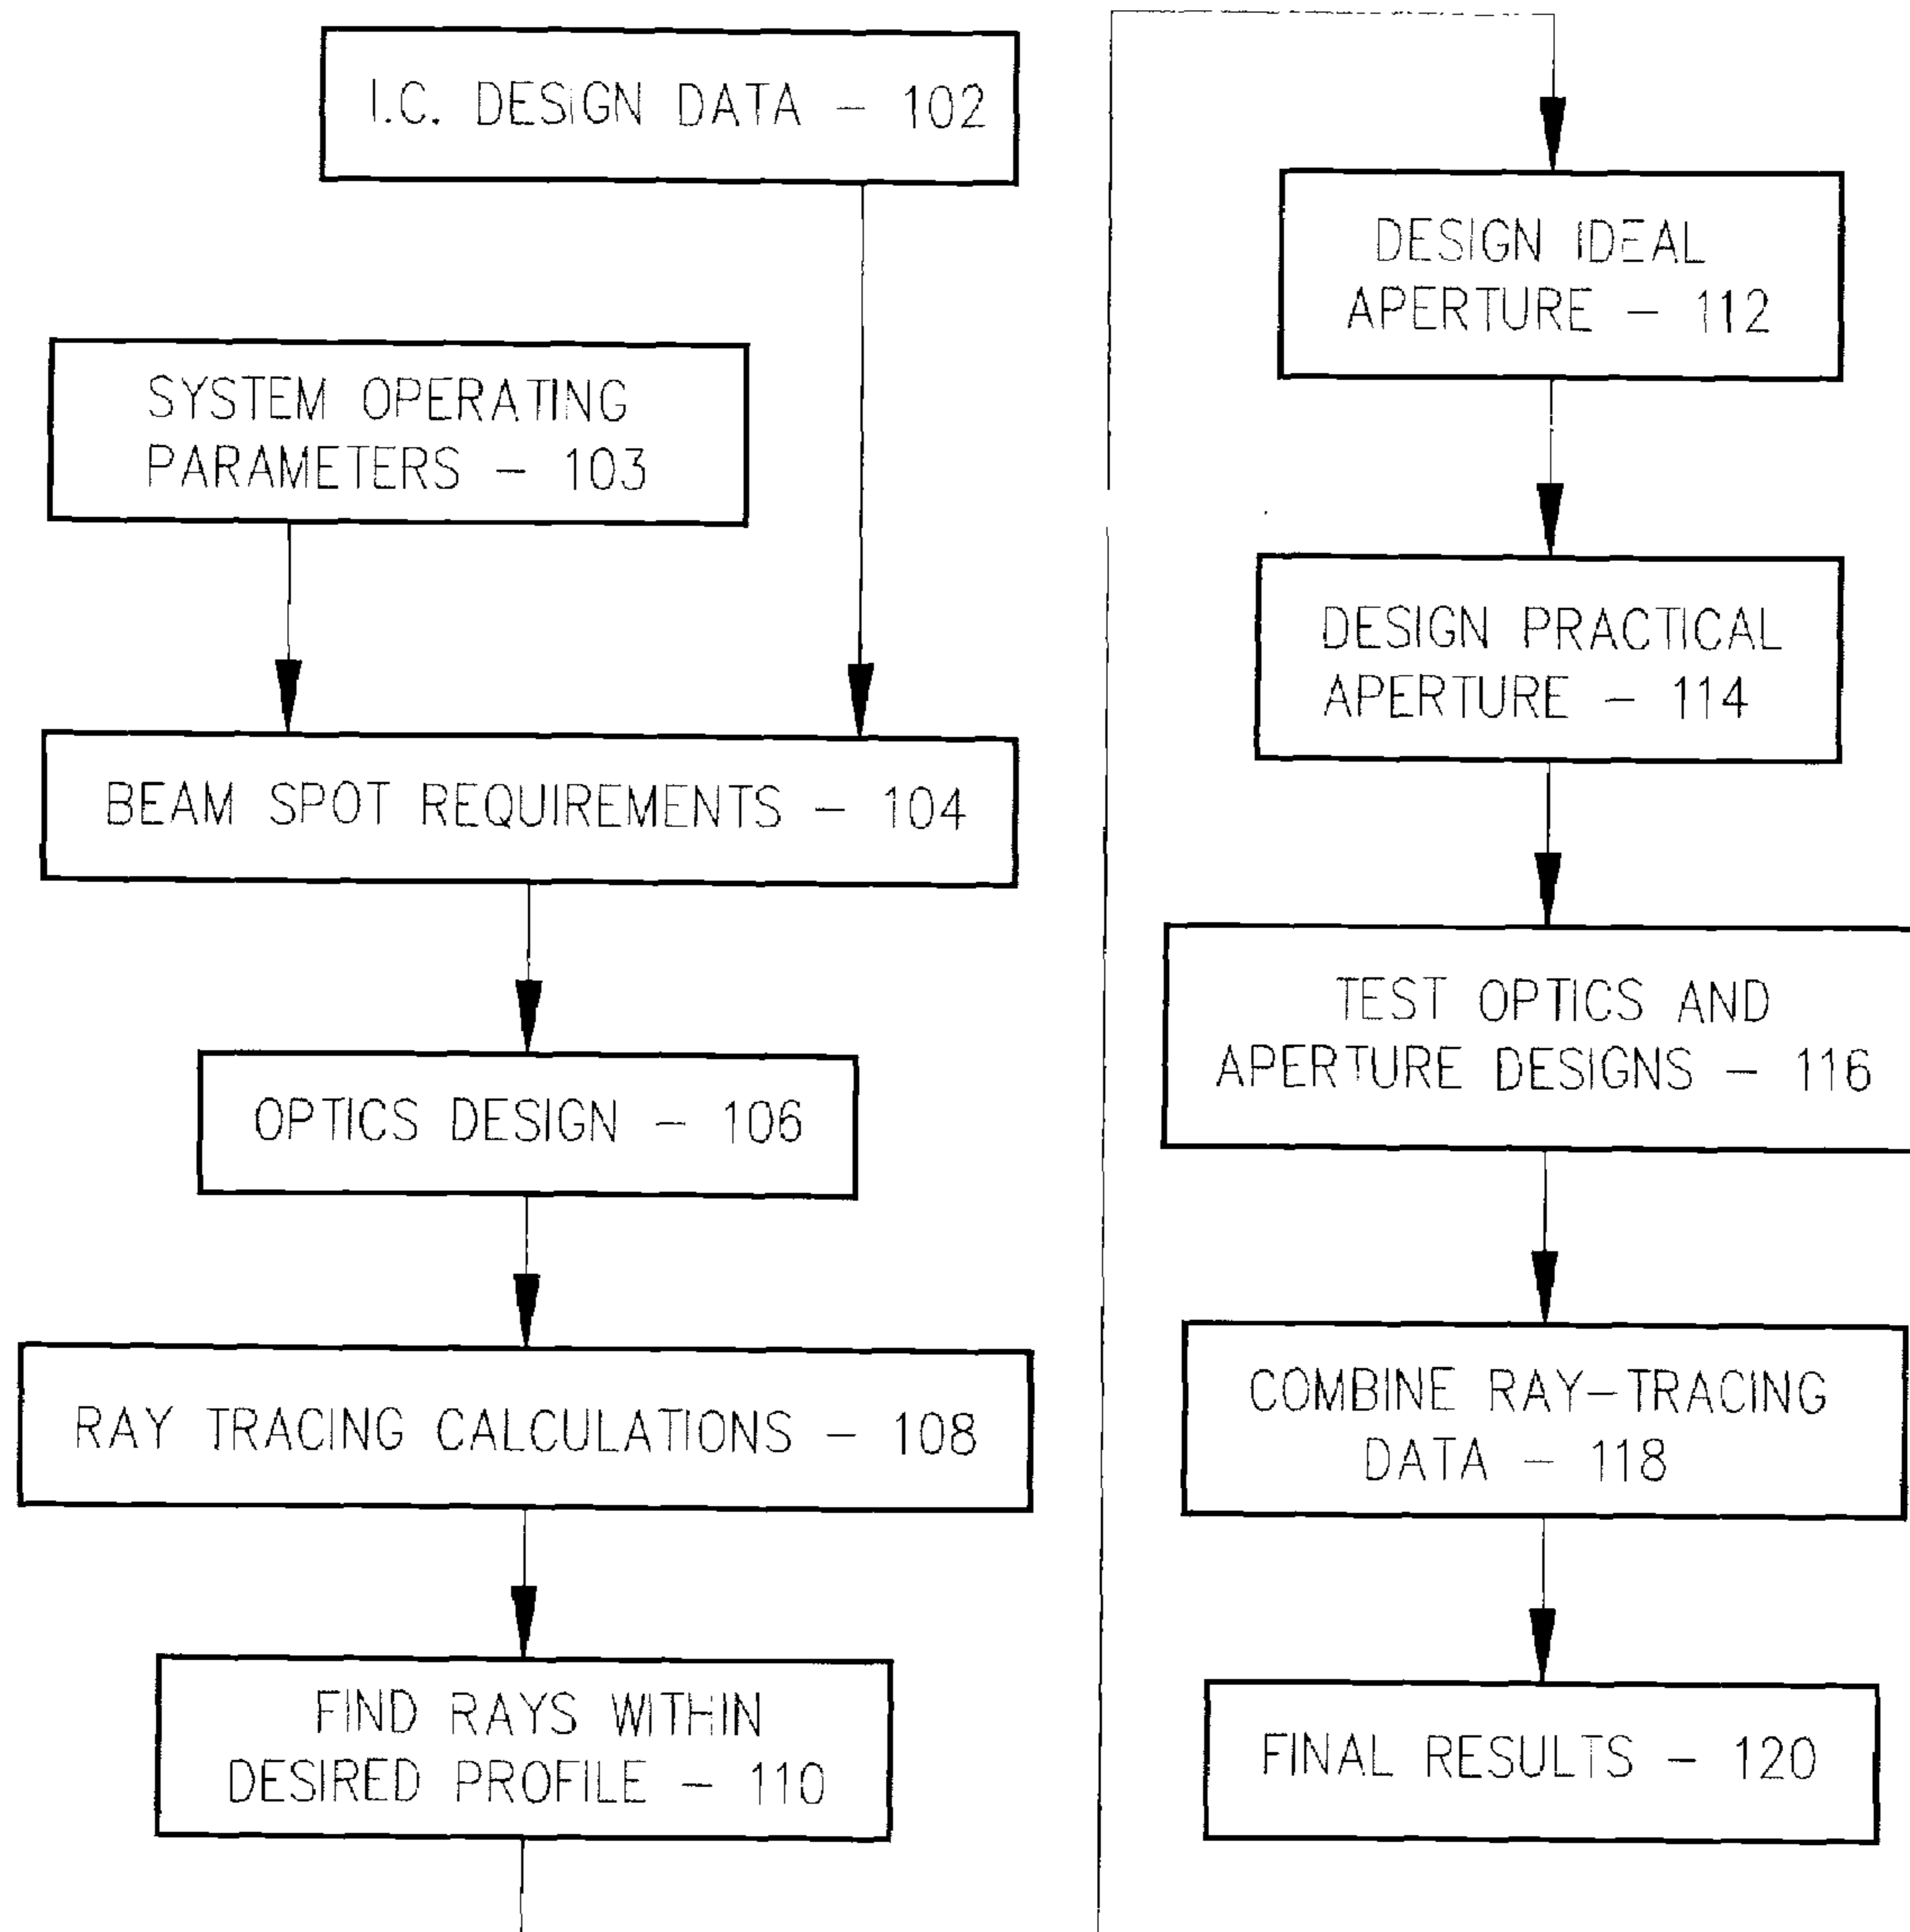 I.C. DESIGN DATA – 102
SYSTEM OPERATING
PARAMETERS – 103
BEAM SPOT REQUIREMENTS – 104
OPTICS DESIGN – 106
RAY TRACING CALCULATIONS – 108
FIND RAYS WITHIN
DESIRED PROFILE – 110
DESIGN IDEAL
APERTURE – 112
DESIGN PRACTICAL
APERTURE – 114
TEST OPTICS AND
APERTURE DESIGNS – 116
COMBINE RAY–TRACING
DATA – 118
FINAL RESULTS – 120